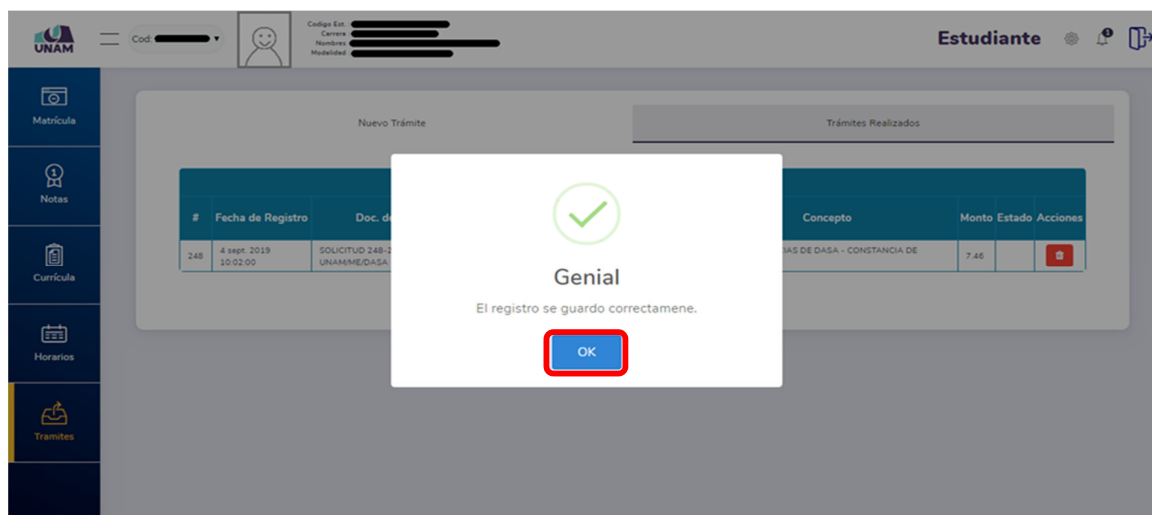 UNAM
Cod:
Codigo Est. :
Carrera :
Nombres :
Modalidad :
Estudiante
Matrícula
Notas
Currícula
Horarios
Tramites
Nuevo Trámite
Trámites Realizados
# Fecha de Registro Doc. de Concepto Monto Estado Acciones
248 4 sept. 2019 10:02:00 SOLICITUD 248-2 UNAM/ME/DASA IAS DE DASA - CONSTANCIA DE 7.46
Genial
El registro se guardo correctamene.
OK